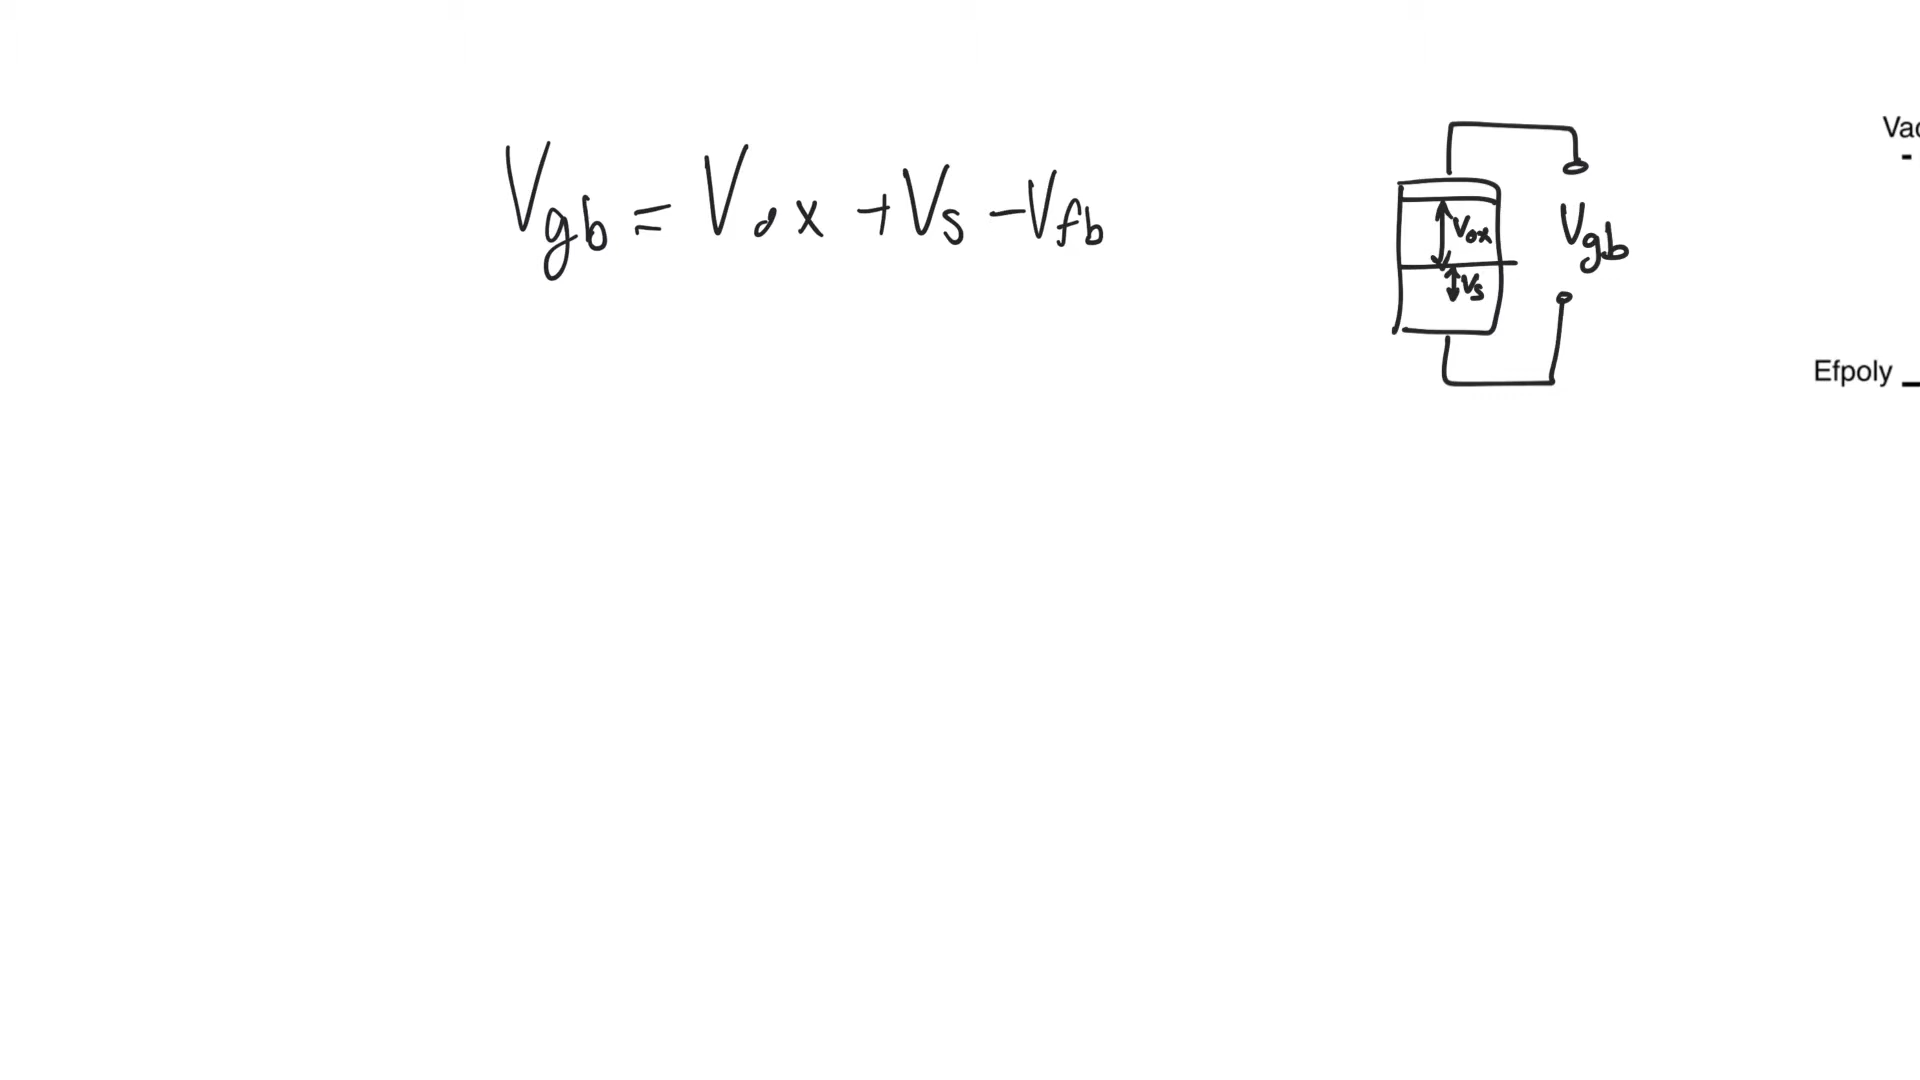 Vgb = Vox + Vs - Vfb
Vox
Vs
Vgb
Efpoly